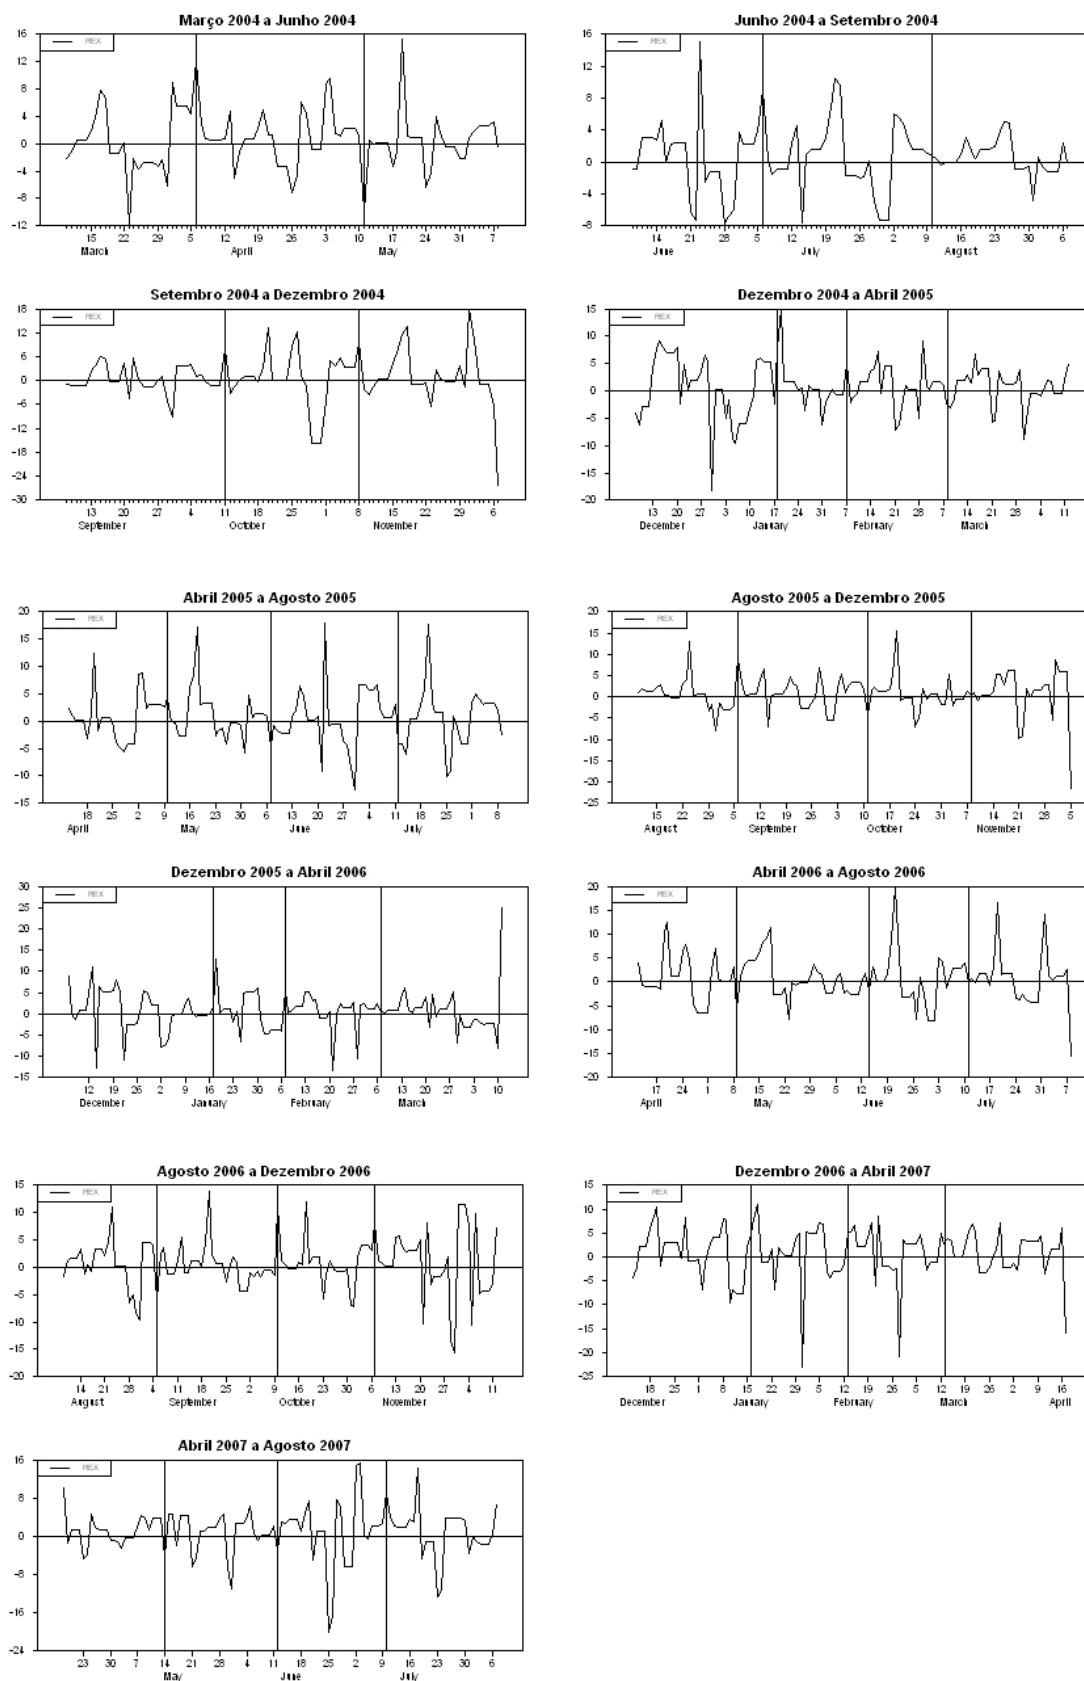 Março 2004 a Junho 2004
REX
16
12
8
4
0
-4
-8
-12
15 22 29 5 12 19 26 3 10 17 24 31 7
March April May
Junho 2004 a Setembro 2004
REX
16
12
8
4
0
-4
-8
14 21 28 5 12 19 26 2 9 16 23 30 6
June July August
Setembro 2004 a Dezembro 2004
REX
18
12
6
0
-6
-12
-18
-24
-30
13 20 27 4 11 18 25 1 8 15 22 29 6
September October November
Dezembro 2004 a Abril 2005
REX
15
10
5
0
-5
-10
-15
-20
13 20 27 3 10 17 24 31 7 14 21 28 7 14 21 28 4 11
December January February March
Abril 2005 a Agosto 2005
REX
20
15
10
5
0
-5
-10
-15
18 25 2 9 16 23 30 6 13 20 27 4 11 18 25 1 8
April May June July
Agosto 2005 a Dezembro 2005
REX
20
15
10
5
0
-5
-10
-15
-20
-25
15 22 29 5 12 19 26 3 10 17 24 31 7 14 21 28 5
August September October November
Dezembro 2005 a Abril 2006
REX
30
25
20
15
10
5
0
-5
-10
-15
12 19 26 2 9 16 23 30 6 13 20 27 6 13 20 27 3 10
December January February March
Abril 2006 a Agosto 2006
REX
20
15
10
5
0
-5
-10
-15
-20
17 24 1 8 15 22 29 5 12 19 26 3 10 17 24 31 7
April May June July
Agosto 2006 a Dezembro 2006
REX
15
10
5
0
-5
-10
-15
-20
14 21 28 4 11 18 25 2 9 16 23 30 6 13 20 27 4 11
August September October November
Dezembro 2006 a Abril 2007
REX
15
10
5
0
-5
-10
-15
-20
-25
18 25 1 8 15 22 29 5 12 19 26 5 12 19 26 2 9 16
December January February March April
Abril 2007 a Agosto 2007
REX
16
8
0
-8
-16
-24
23 30 7 14 21 28 4 11 18 25 2 9 16 23 30 6
May June July